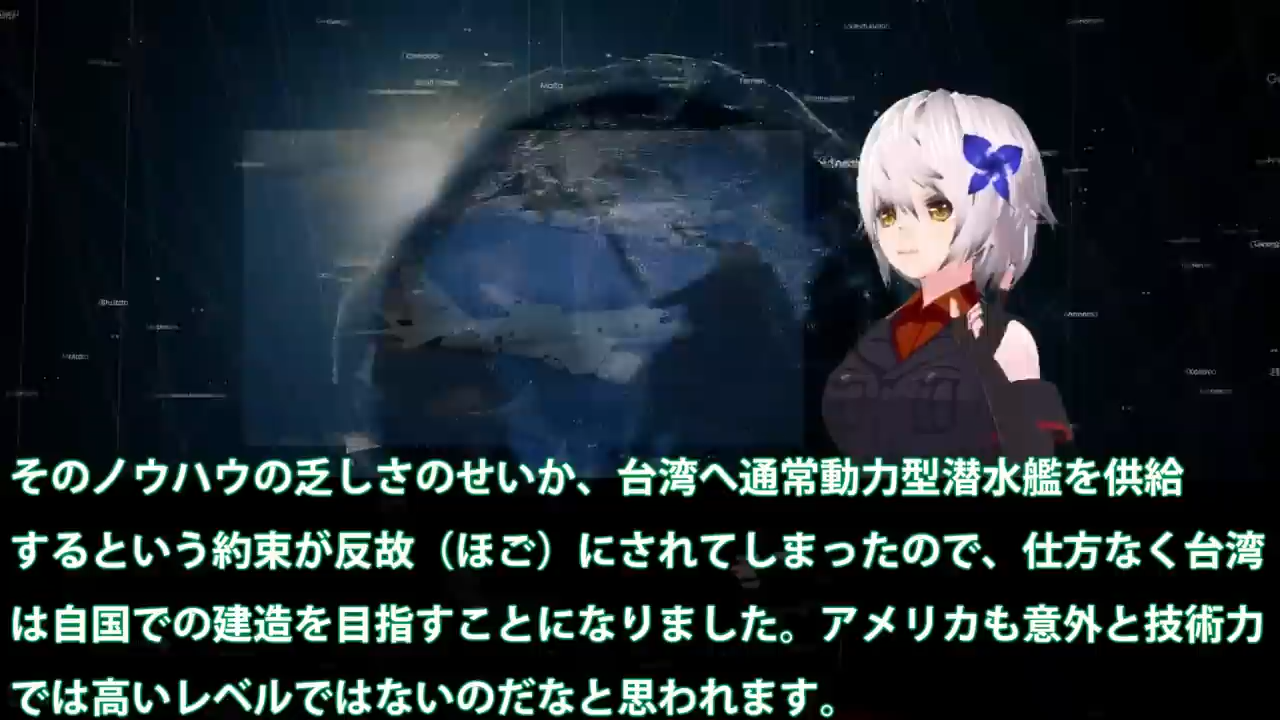 Malta
Yemen
そのノウハウの乏しさのせいか、台湾へ通常動力型潜水艦を供給
するという約束が反故（ほご）にされてしまったので、仕方なく台湾
は自国での建造を目指すことになりました。アメリカも意外と技術力
では高いレベルではないのだなと思われます。